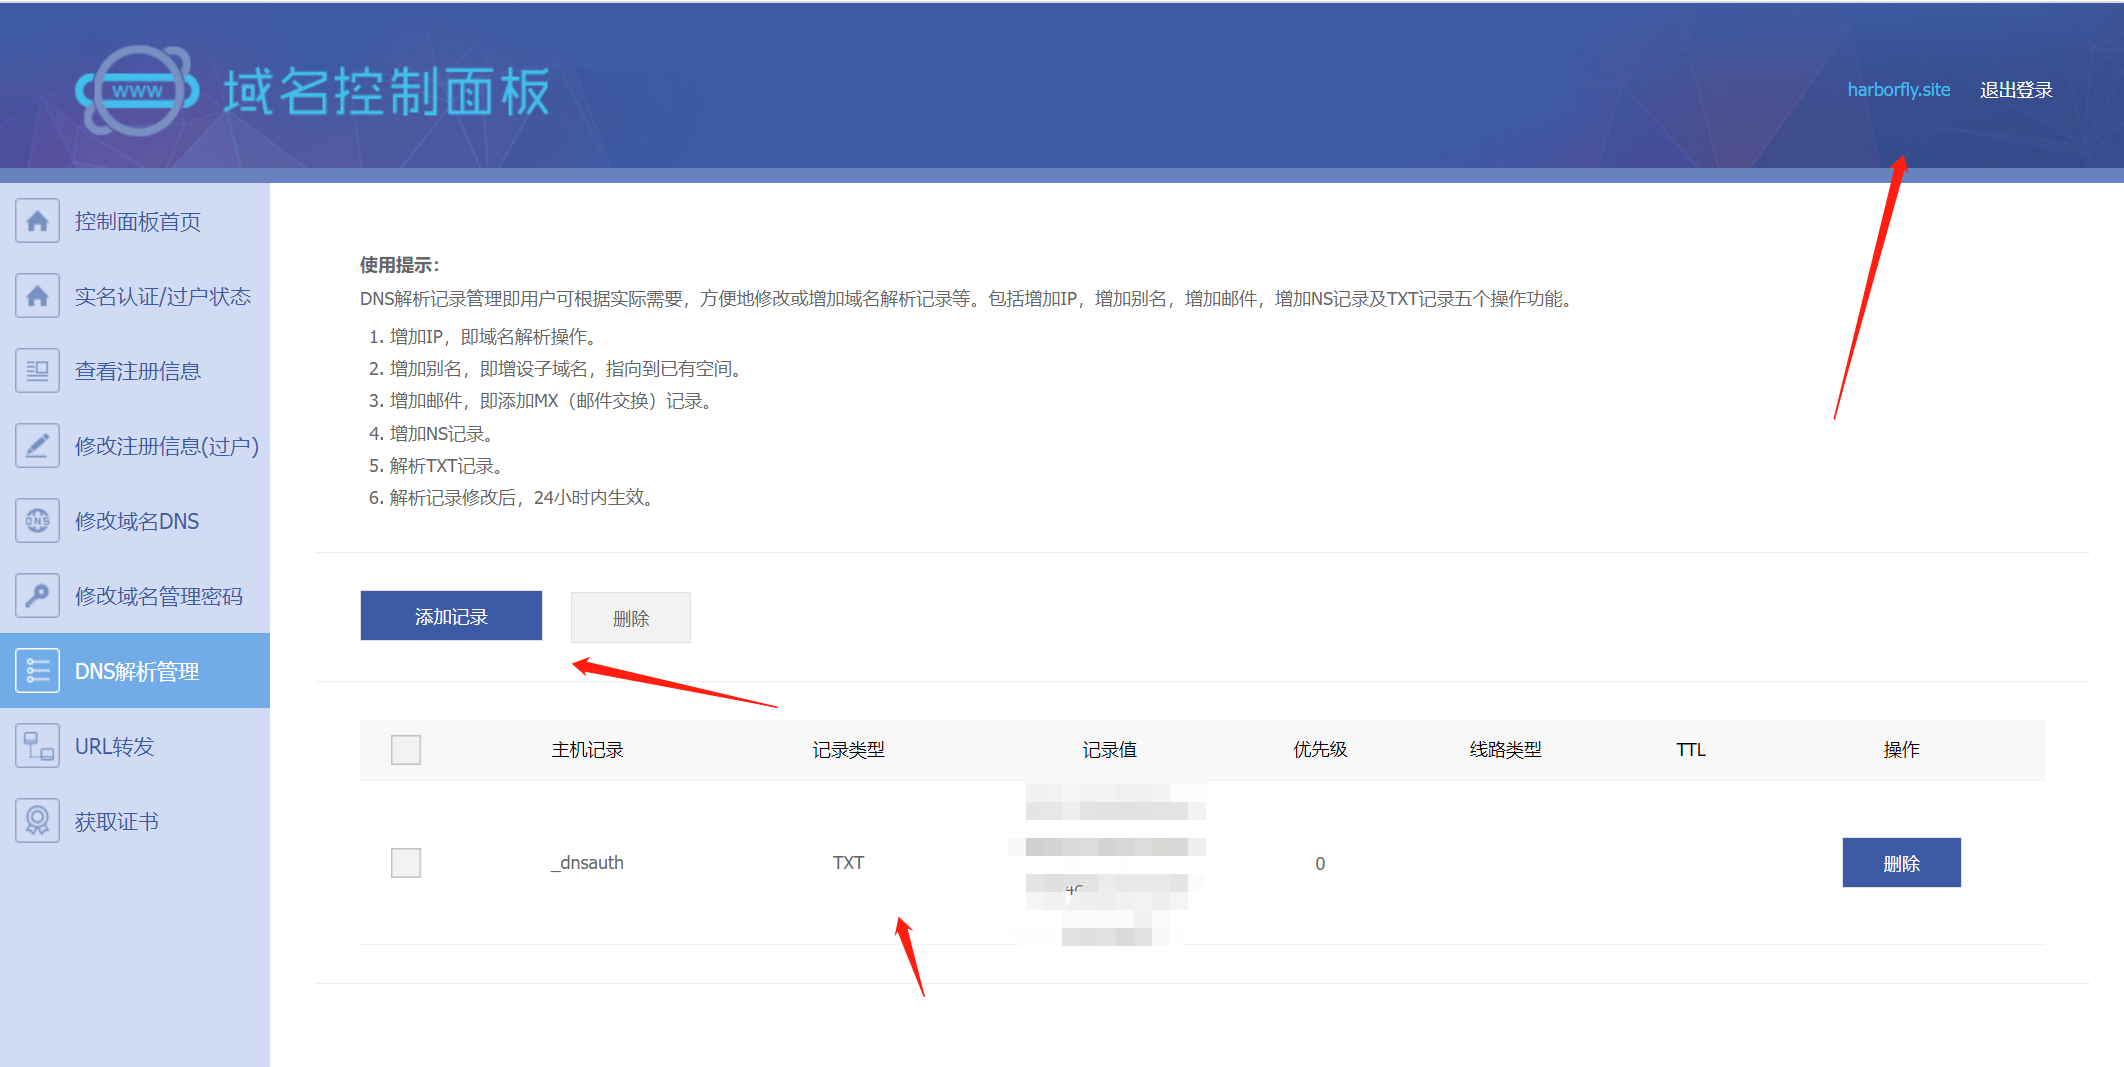 www 域名控制面板
harborfly.site 退出登录
控制面板首页
实名认证/过户状态
查看注册信息
修改注册信息(过户)
DNS
修改域名DNS
修改域名管理密码
DNS解析管理
URL转发
获取证书
使用提示：
DNS解析记录管理即用户可根据实际需要，方便地修改或增加域名解析记录等。包括增加IP，增加别名，增加邮件，增加NS记录及TXT记录五个操作功能。
1. 增加IP，即域名解析操作。
2. 增加别名，即增设子域名，指向到已有空间。
3. 增加邮件，即添加MX（邮件交换）记录。
4. 增加NS记录。
5. 解析TXT记录。
6. 解析记录修改后，24小时内生效。
添加记录 删除
主机记录 记录类型 记录值 优先级 线路类型 TTL 操作
_dnsauth TXT 0 删除